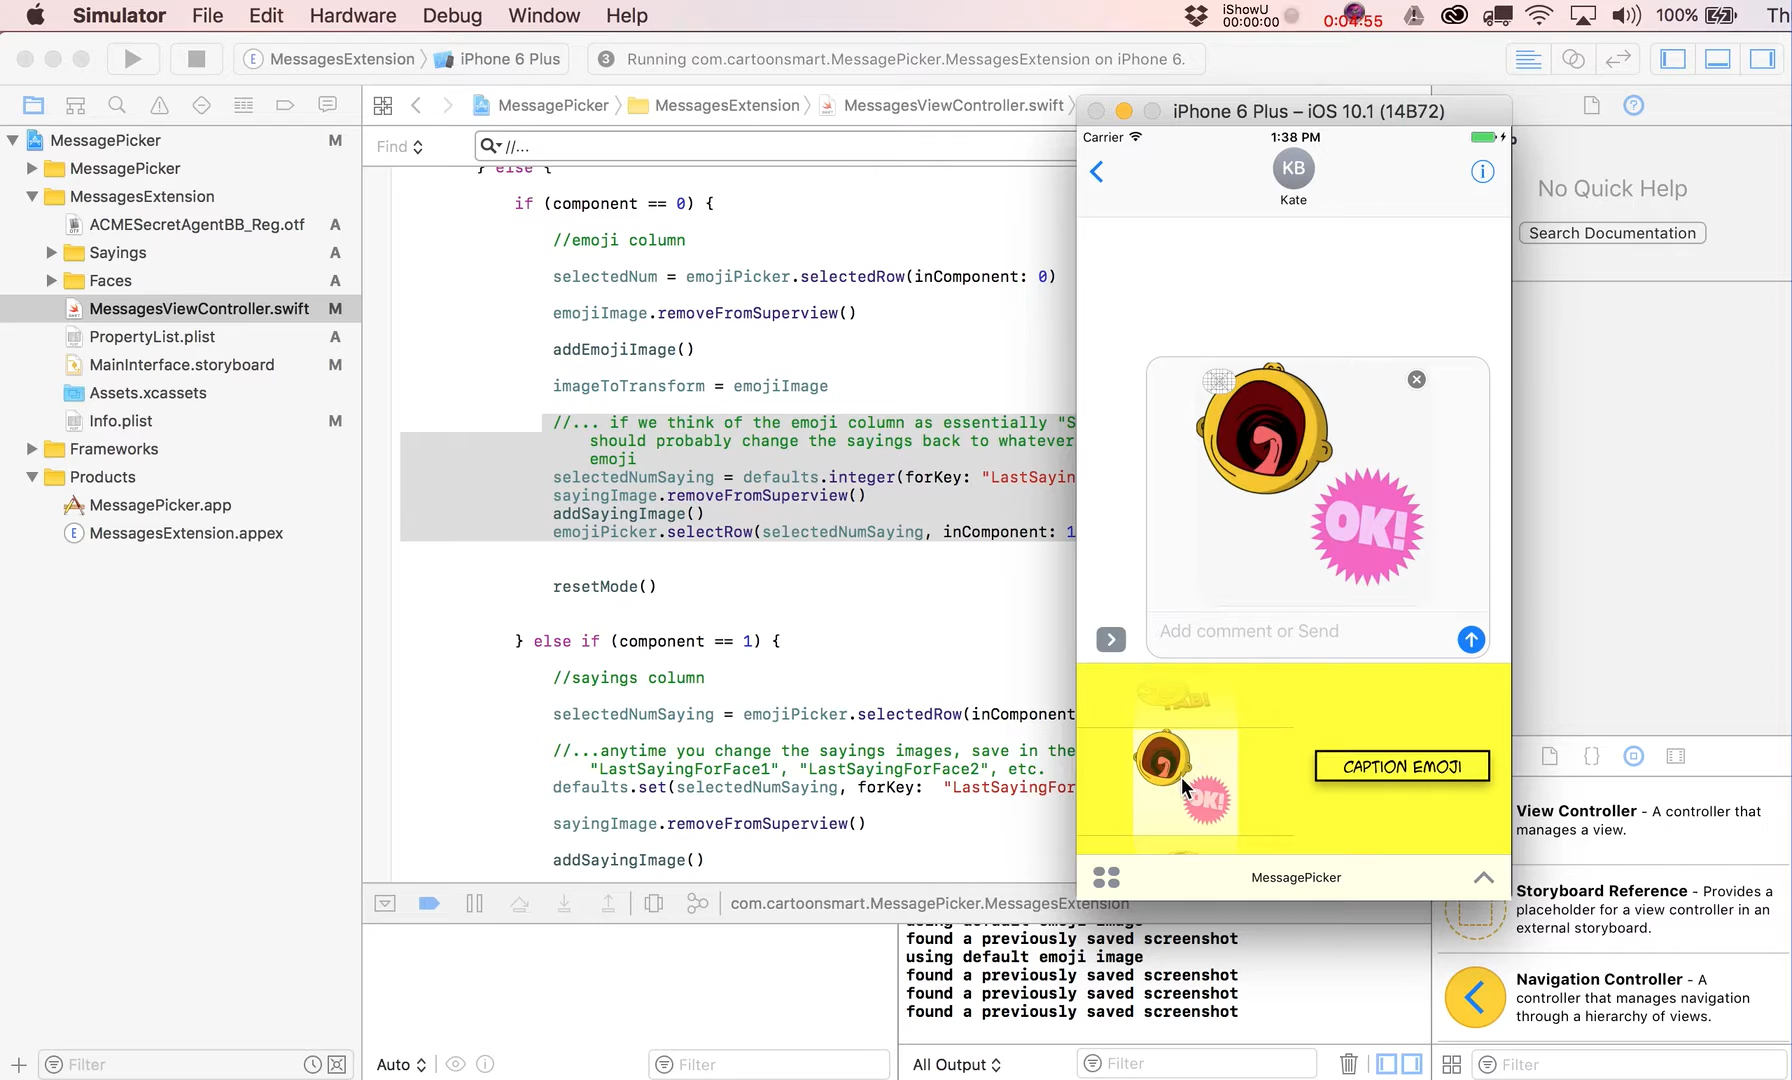 Simulator File Edit Hardware Debug Window Help iShowU 00:00:00 0:04:55 100% Th
MessagesExtension iPhone 6 Plus 3 Running com.cartoonsmart.MessagePicker.MessagesExtension on iPhone 6.
MessagePicker MessagesExtension MessagesViewController.swift
Find //...
MessagePicker M
MessagePicker
MessagesExtension
ACMESecretAgentBB_Reg.otf A
Sayings A
Faces A
MessagesViewController.swift M
PropertyList.plist A
MainInterface.storyboard M
Assets.xcassets
Info.plist M
Frameworks
Products
MessagePicker.app
E MessagesExtension.appex
} else {
if (component == 0) {
//emoji column
selectedNum = emojiPicker.selectedRow(inComponent: 0)
emojiImage.removeFromSuperview()
addEmojiImage()
imageToTransform = emojiImage
//... if we think of the emoji column as essentially "S
should probably change the sayings back to whatever
emoji
selectedNumSaying = defaults.integer(forKey: "LastSayin
sayingImage.removeFromSuperview()
addSayingImage()
emojiPicker.selectRow(selectedNumSaying, inComponent: 1
resetMode()
} else if (component == 1) {
//sayings column
selectedNumSaying = emojiPicker.selectedRow(inComponent
//...anytime you change the sayings images, save in the
"LastSayingForFace1", "LastSayingForFace2", etc.
defaults.set(selectedNumSaying, forKey: "LastSayingFor
sayingImage.removeFromSuperview()
addSayingImage()
iPhone 6 Plus – iOS 10.1 (14B72)
Carrier 1:38 PM
KB
Kate
OK!
Add comment or Send
OK!
CAPTION EMOJI
MessagePicker
No Quick Help
Search Documentation
View Controller - A controller that
manages a view.
Storyboard Reference - Provides a
placeholder for a view controller in an
external storyboard.
Navigation Controller - A
controller that manages navigation
through a hierarchy of views.
com.cartoonsmart.MessagePicker.MessagesExtension
using default emoji image
found a previously saved screenshot
using default emoji image
found a previously saved screenshot
found a previously saved screenshot
found a previously saved screenshot
Filter Auto Filter All Output Filter Filter